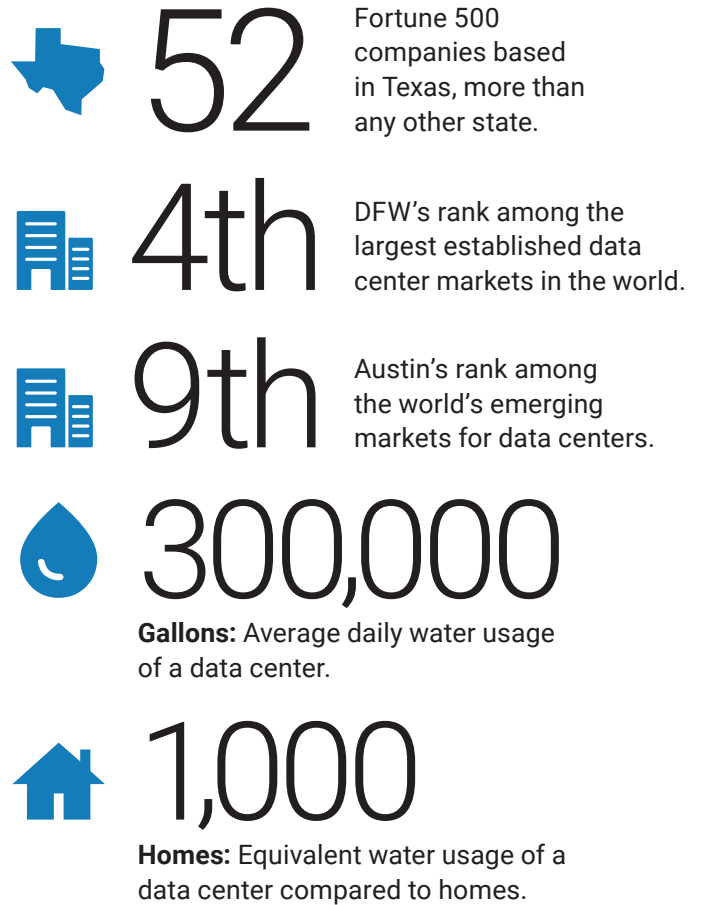 52
Fortune 500
companies based
in Texas, more than
any other state.
4th
DFW’s rank among the
largest established data
center markets in the world.
9th
Austin’s rank among
the world’s emerging
markets for data centers.
300,000
Gallons: Average daily water usage
of a data center.
1,000
Homes: Equivalent water usage of a
data center compared to homes.